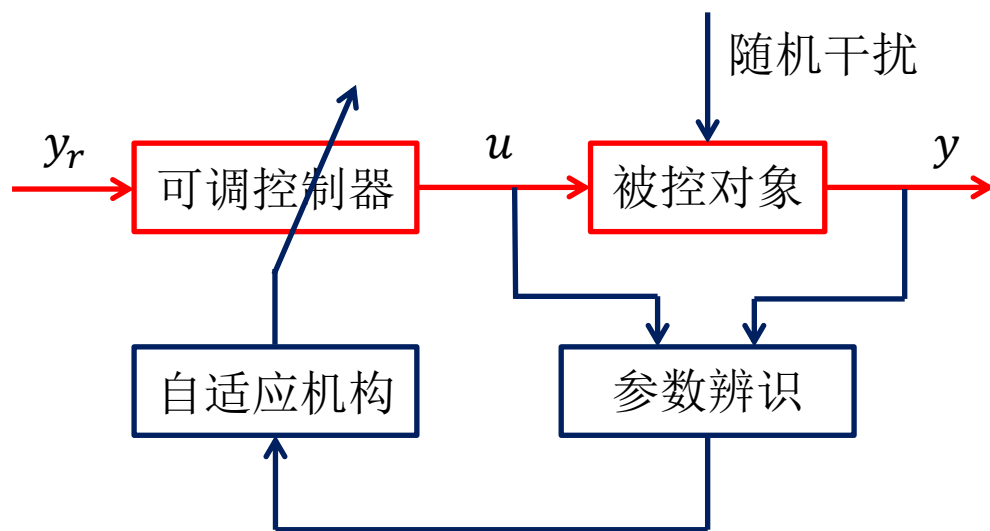 随机干扰
y_r
可调控制器
u
被控对象
y
自适应机构
参数辨识